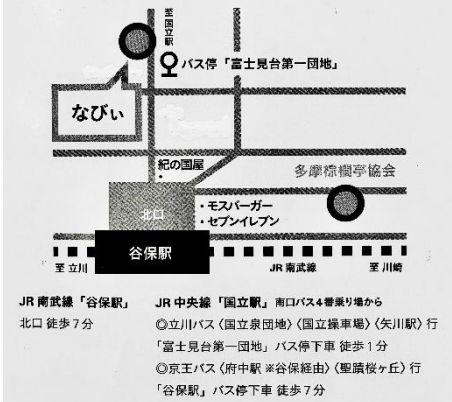 至国立駅
バス停「富士見台第一団地」
なびぃ
紀の国屋
多摩棕櫚亭協会
北口
・モスバーガー
・セブンイレブン
谷保駅
至 立川
JR 南武線
至 川崎
JR 南武線「谷保駅」
北口 徒歩7分
JR 中央線「国立駅」 南口バス4番乗り場から
◎立川バス〈国立泉団地〉〈国立操車場〉〈矢川駅〉行
「富士見台第一団地」バス停下車 徒歩1分
◎京王バス〈府中駅 ※谷保経由〉〈聖蹟桜ヶ丘〉行
「谷保駅」バス停下車 徒歩7分